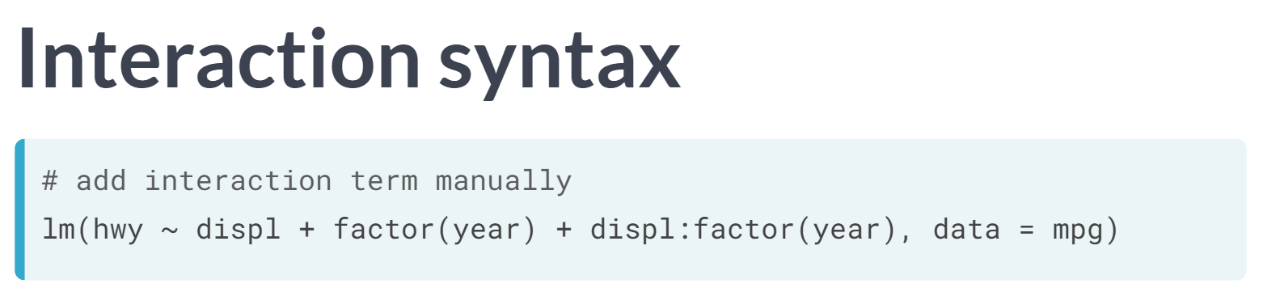 Interaction syntax
# add interaction term manually
lm(hwy ~ displ + factor(year) + displ:factor(year), data = mpg)